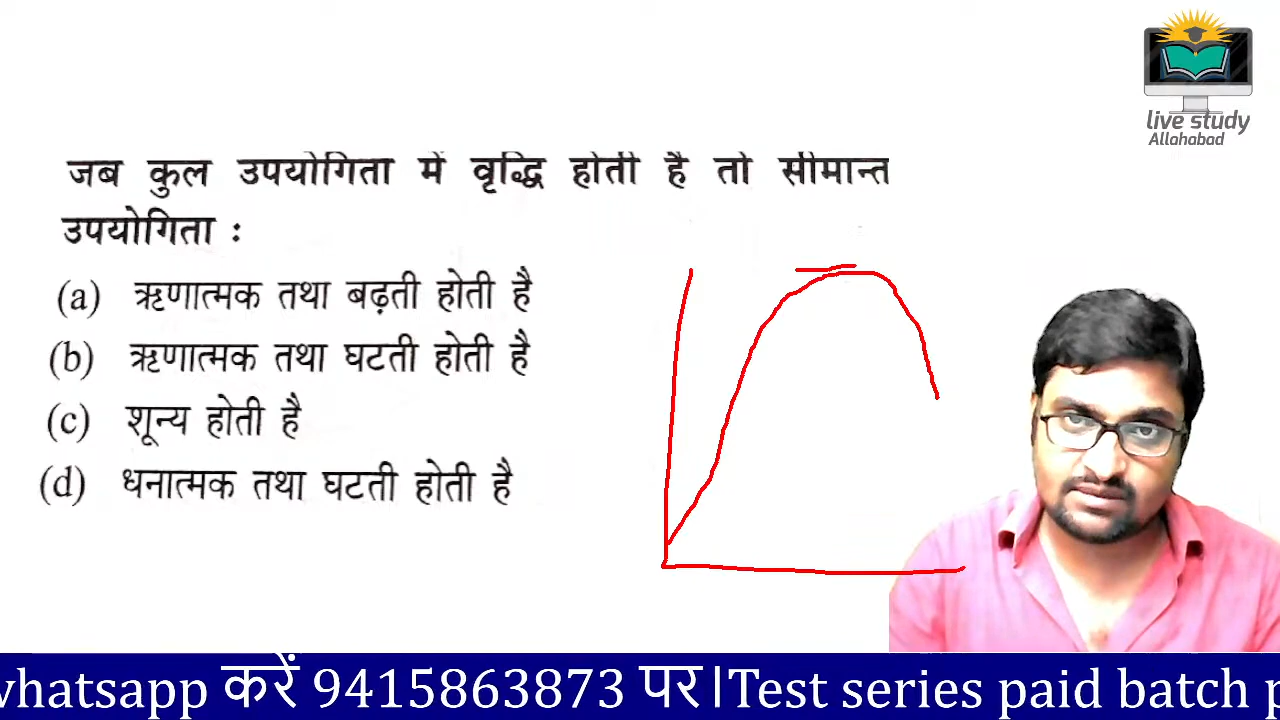 live study
Allahabad
जब कुल उपयोगिता में वृद्धि होती है तो सीमान्त
उपयोगिता :
(a) ऋणात्मक तथा बढ़ती होती है
(b) ऋणात्मक तथा घटती होती है
(c) शून्य होती है
(d) धनात्मक तथा घटती होती है
whatsapp करें 9415863873 पर।Test series paid batch